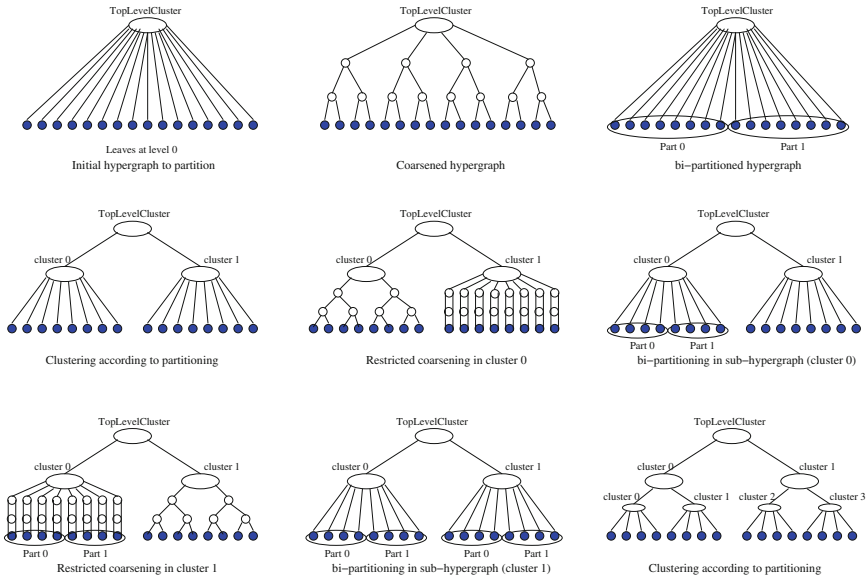 TopLevelCluster
TopLevelCluster
TopLevelCluster
Leaves at level 0
Part 0
Part 1
Initial hypergraph to partition
Coarsened hypergraph
bi−partitioned hypergraph
TopLevelCluster
TopLevelCluster
TopLevelCluster
cluster 0
cluster 1
cluster 0
cluster 1
cluster 0
cluster 1
Part 0
Part 1
Clustering according to partitioning
Restricted coarsening in cluster 0
bi−partitioning in sub−hypergraph (cluster 0)
TopLevelCluster
TopLevelCluster
TopLevelCluster
cluster 0
cluster 1
cluster 0
cluster 1
cluster 0
cluster 1
cluster 0
cluster 1
cluster 2
cluster 3
Part 0
Part 1
Part 0
Part 1
Part 0
Part 1
Restricted coarsening in cluster 1
bi−partitioning in sub−hypergraph (cluster 1)
Clustering according to partitioning